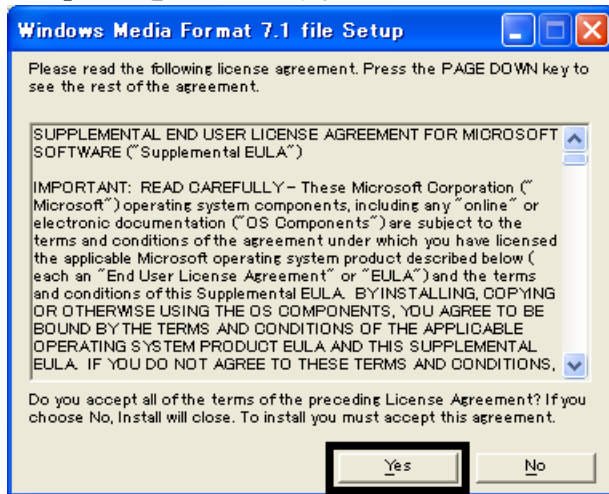 Windows Media Format 7.1 file Setup
Please read the following license agreement. Press the PAGE DOWN key to
see the rest of the agreement.
SUPPLEMENTAL END USER LICENSE AGREEMENT FOR MICROSOFT
SOFTWARE ("Supplemental EULA")
IMPORTANT: READ CAREFULLY - These Microsoft Corporation ("
Microsoft") operating system components, including any "online" or
electronic documentation ("OS Components") are subject to the
terms and conditions of the agreement under which you have licensed
the applicable Microsoft operating system product described below (
each an "End User License Agreement" or "EULA") and the terms
and conditions of this Supplemental EULA. BY INSTALLING, COPYING
OR OTHERWISE USING THE OS COMPONENTS, YOU AGREE TO BE
BOUND BY THE TERMS AND CONDITIONS OF THE APPLICABLE
OPERATING SYSTEM PRODUCT EULA AND THIS SUPPLEMENTAL
EULA. IF YOU DO NOT AGREE TO THESE TERMS AND CONDITIONS,
Do you accept all of the terms of the preceding License Agreement? If you
choose No, Install will close. To install you must accept this agreement.
Yes No